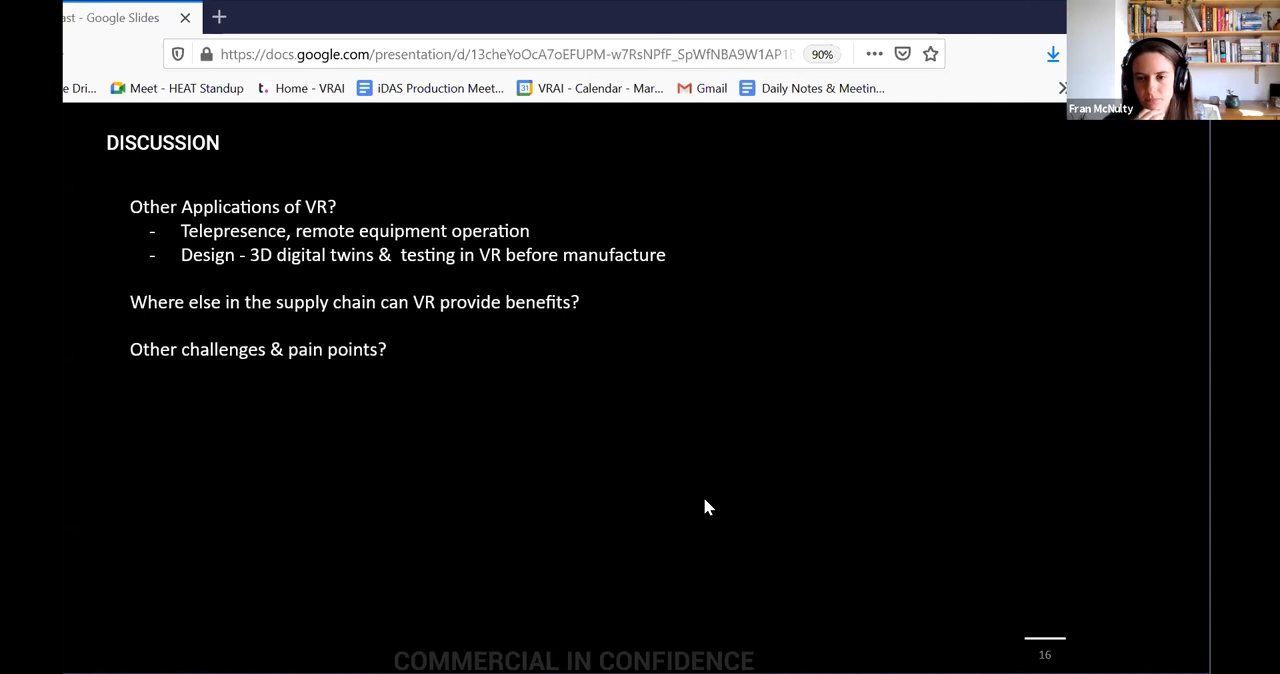 ast - Google Slides
https://docs.google.com/presentation/d/13cheYoOcA7oEFUPM-w7RsNPfF_SpWfNBA9W1AP1
90%
e Dri...
Meet - HEAT Standup
Home - VRAI
iDAS Production Meet...
VRAI - Calendar - Mar...
Gmail
Daily Notes & Meetin...
Fran McNulty
DISCUSSION
Other Applications of VR?
- Telepresence, remote equipment operation
- Design - 3D digital twins & testing in VR before manufacture
Where else in the supply chain can VR provide benefits?
Other challenges & pain points?
COMMERCIAL IN CONFIDENCE
16